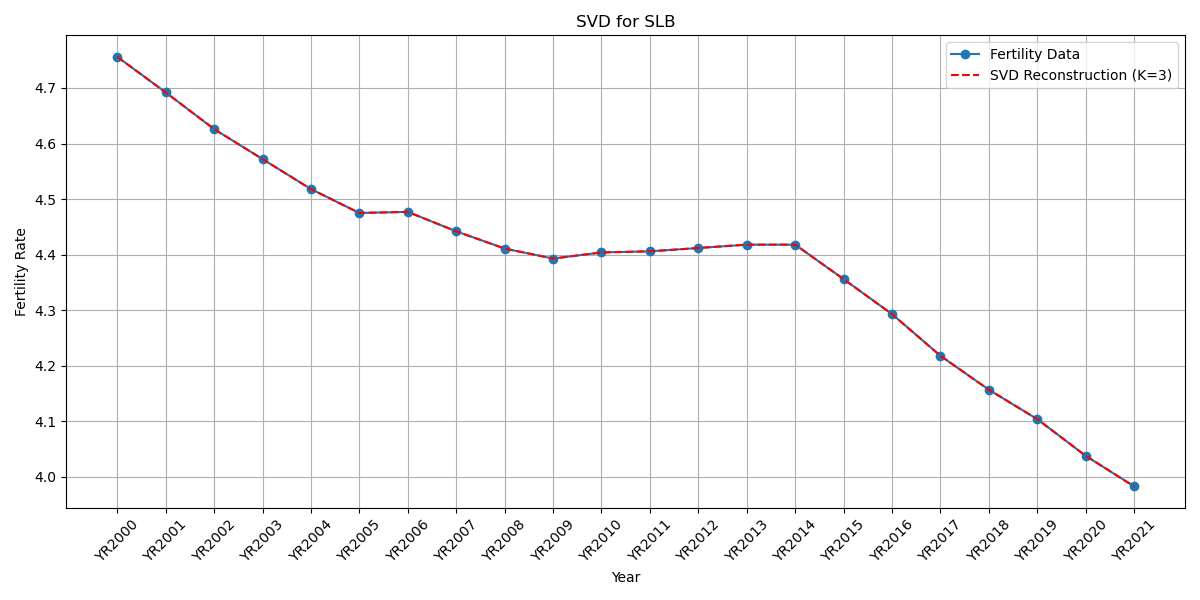 SVD for SLB
Fertility Data
SVD Reconstruction (K=3)
Fertility Rate
4.7
4.6
4.5
4.4
4.3
4.2
4.1
4.0
YR2000
YR2001
YR2002
YR2003
YR2004
YR2005
YR2006
YR2007
YR2008
YR2009
YR2010
YR2011
YR2012
YR2013
YR2014
YR2015
YR2016
YR2017
YR2018
YR2019
YR2020
YR2021
Year